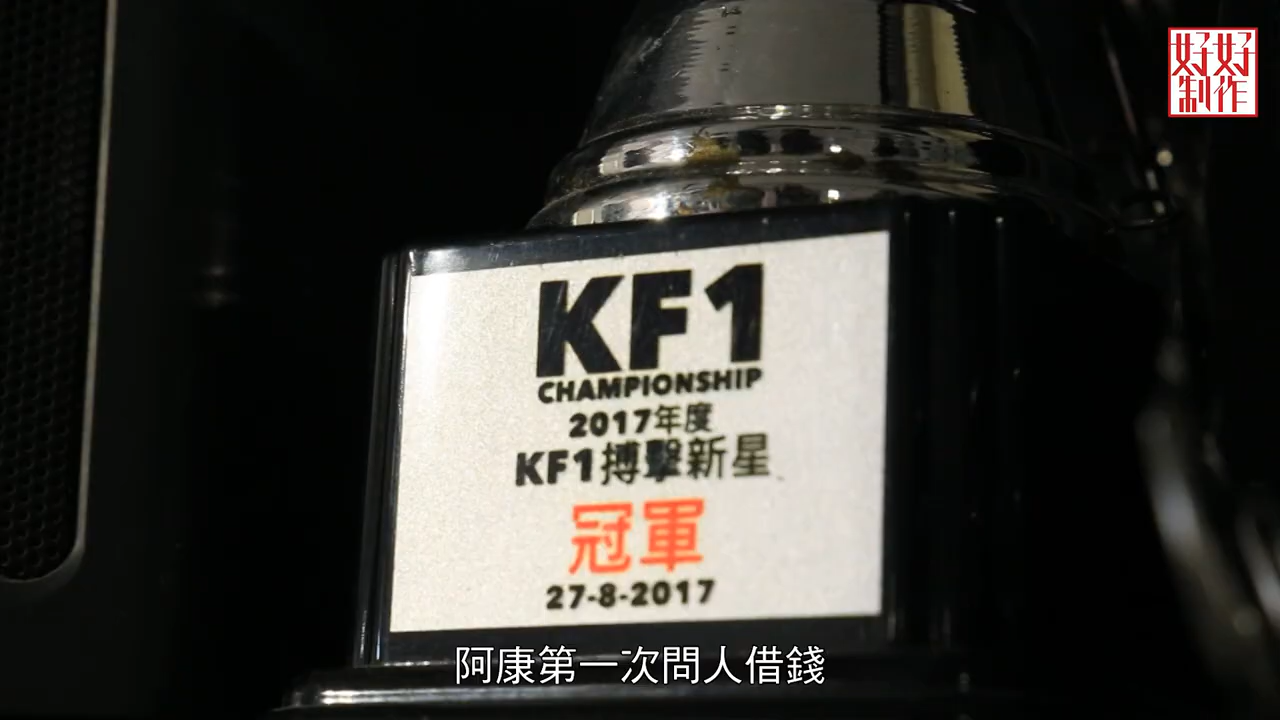 好好
制作
KF1
CHAMPIONSHIP
2017年度
KF1搏擊新星
冠軍
27-8-2017
阿康第一次問人借錢